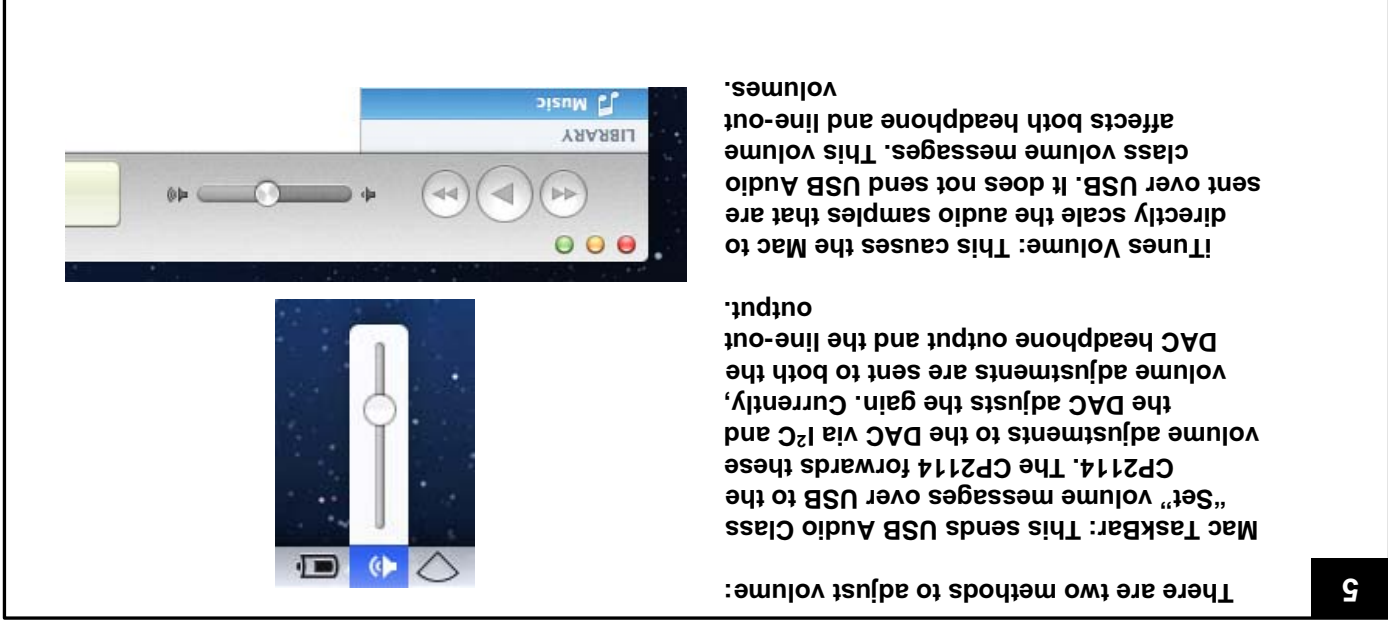 5
There are two methods to adjust volume:
Mac TaskBar: This sends USB Audio Class
“Set” volume messages over USB to the
CP2114. The CP2114 forwards these
volume adjustments to the DAC via I²C and
the DAC adjusts the gain. Currently,
volume adjustments are sent to both the
DAC headphone output and the line-out
output.
iTunes Volume: This causes the Mac to
directly scale the audio samples that are
sent over USB. It does not send USB Audio
class volume messages. This volume
affects both headphone and line-out
volumes.
LIBRARY
Music